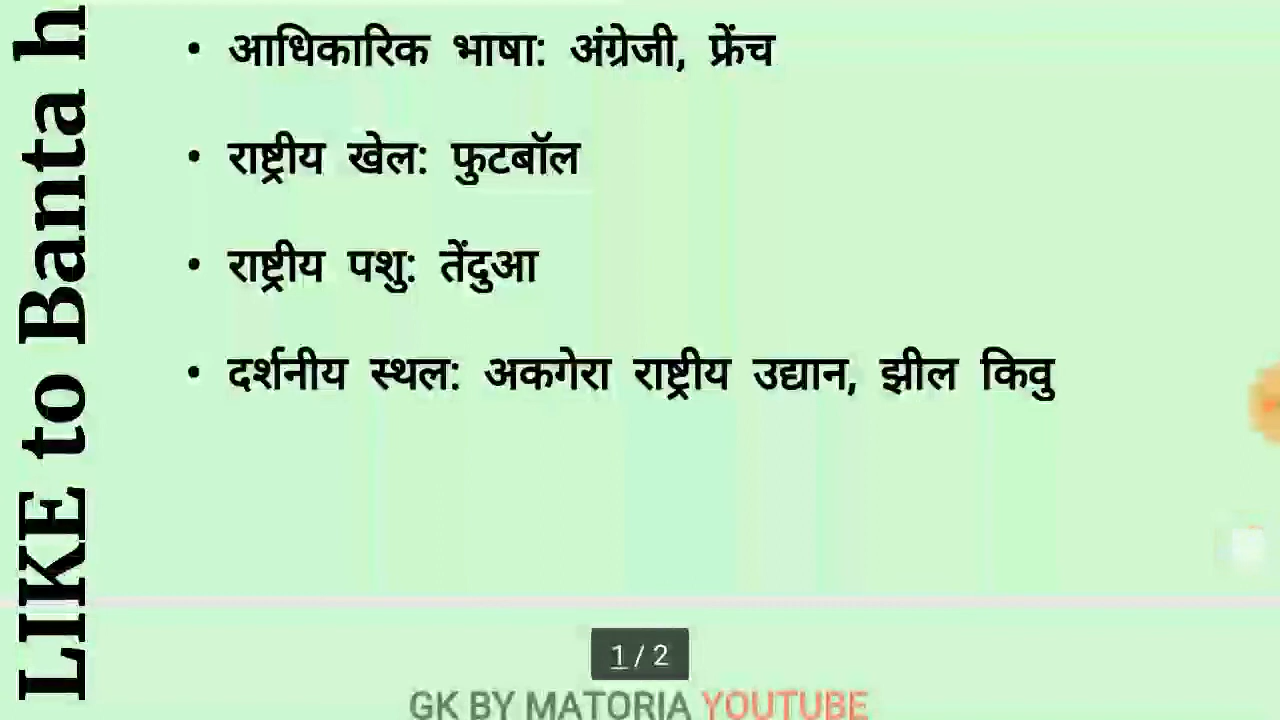 • आधिकारिक भाषा: अंग्रेजी, फ्रेंच
• राष्ट्रीय खेल: फुटबॉल
• राष्ट्रीय पशु: तेंदुआ
• दर्शनीय स्थल: अकगेरा राष्ट्रीय उद्यान, झील किवु
LIKE to Banta h
1 / 2
GK BY MATORIA YOUTUBE